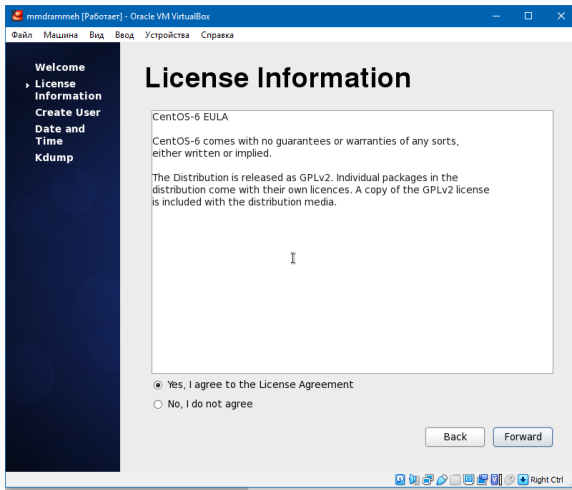 mmdrammeh [Работает] - Oracle VM VirtualBox
Файл Машина Вид Ввод Устройства Справка
Welcome
License
Information
Create User
Date and
Time
Kdump
License Information
CentOS-6 EULA
CentOS-6 comes with no guarantees or warranties of any sorts,
either written or implied.
The Distribution is released as GPLv2. Individual packages in the
distribution come with their own licences. A copy of the GPLv2 license
is included with the distribution media.
Yes, I agree to the License Agreement
No, I do not agree
Back Forward
Right Ctrl